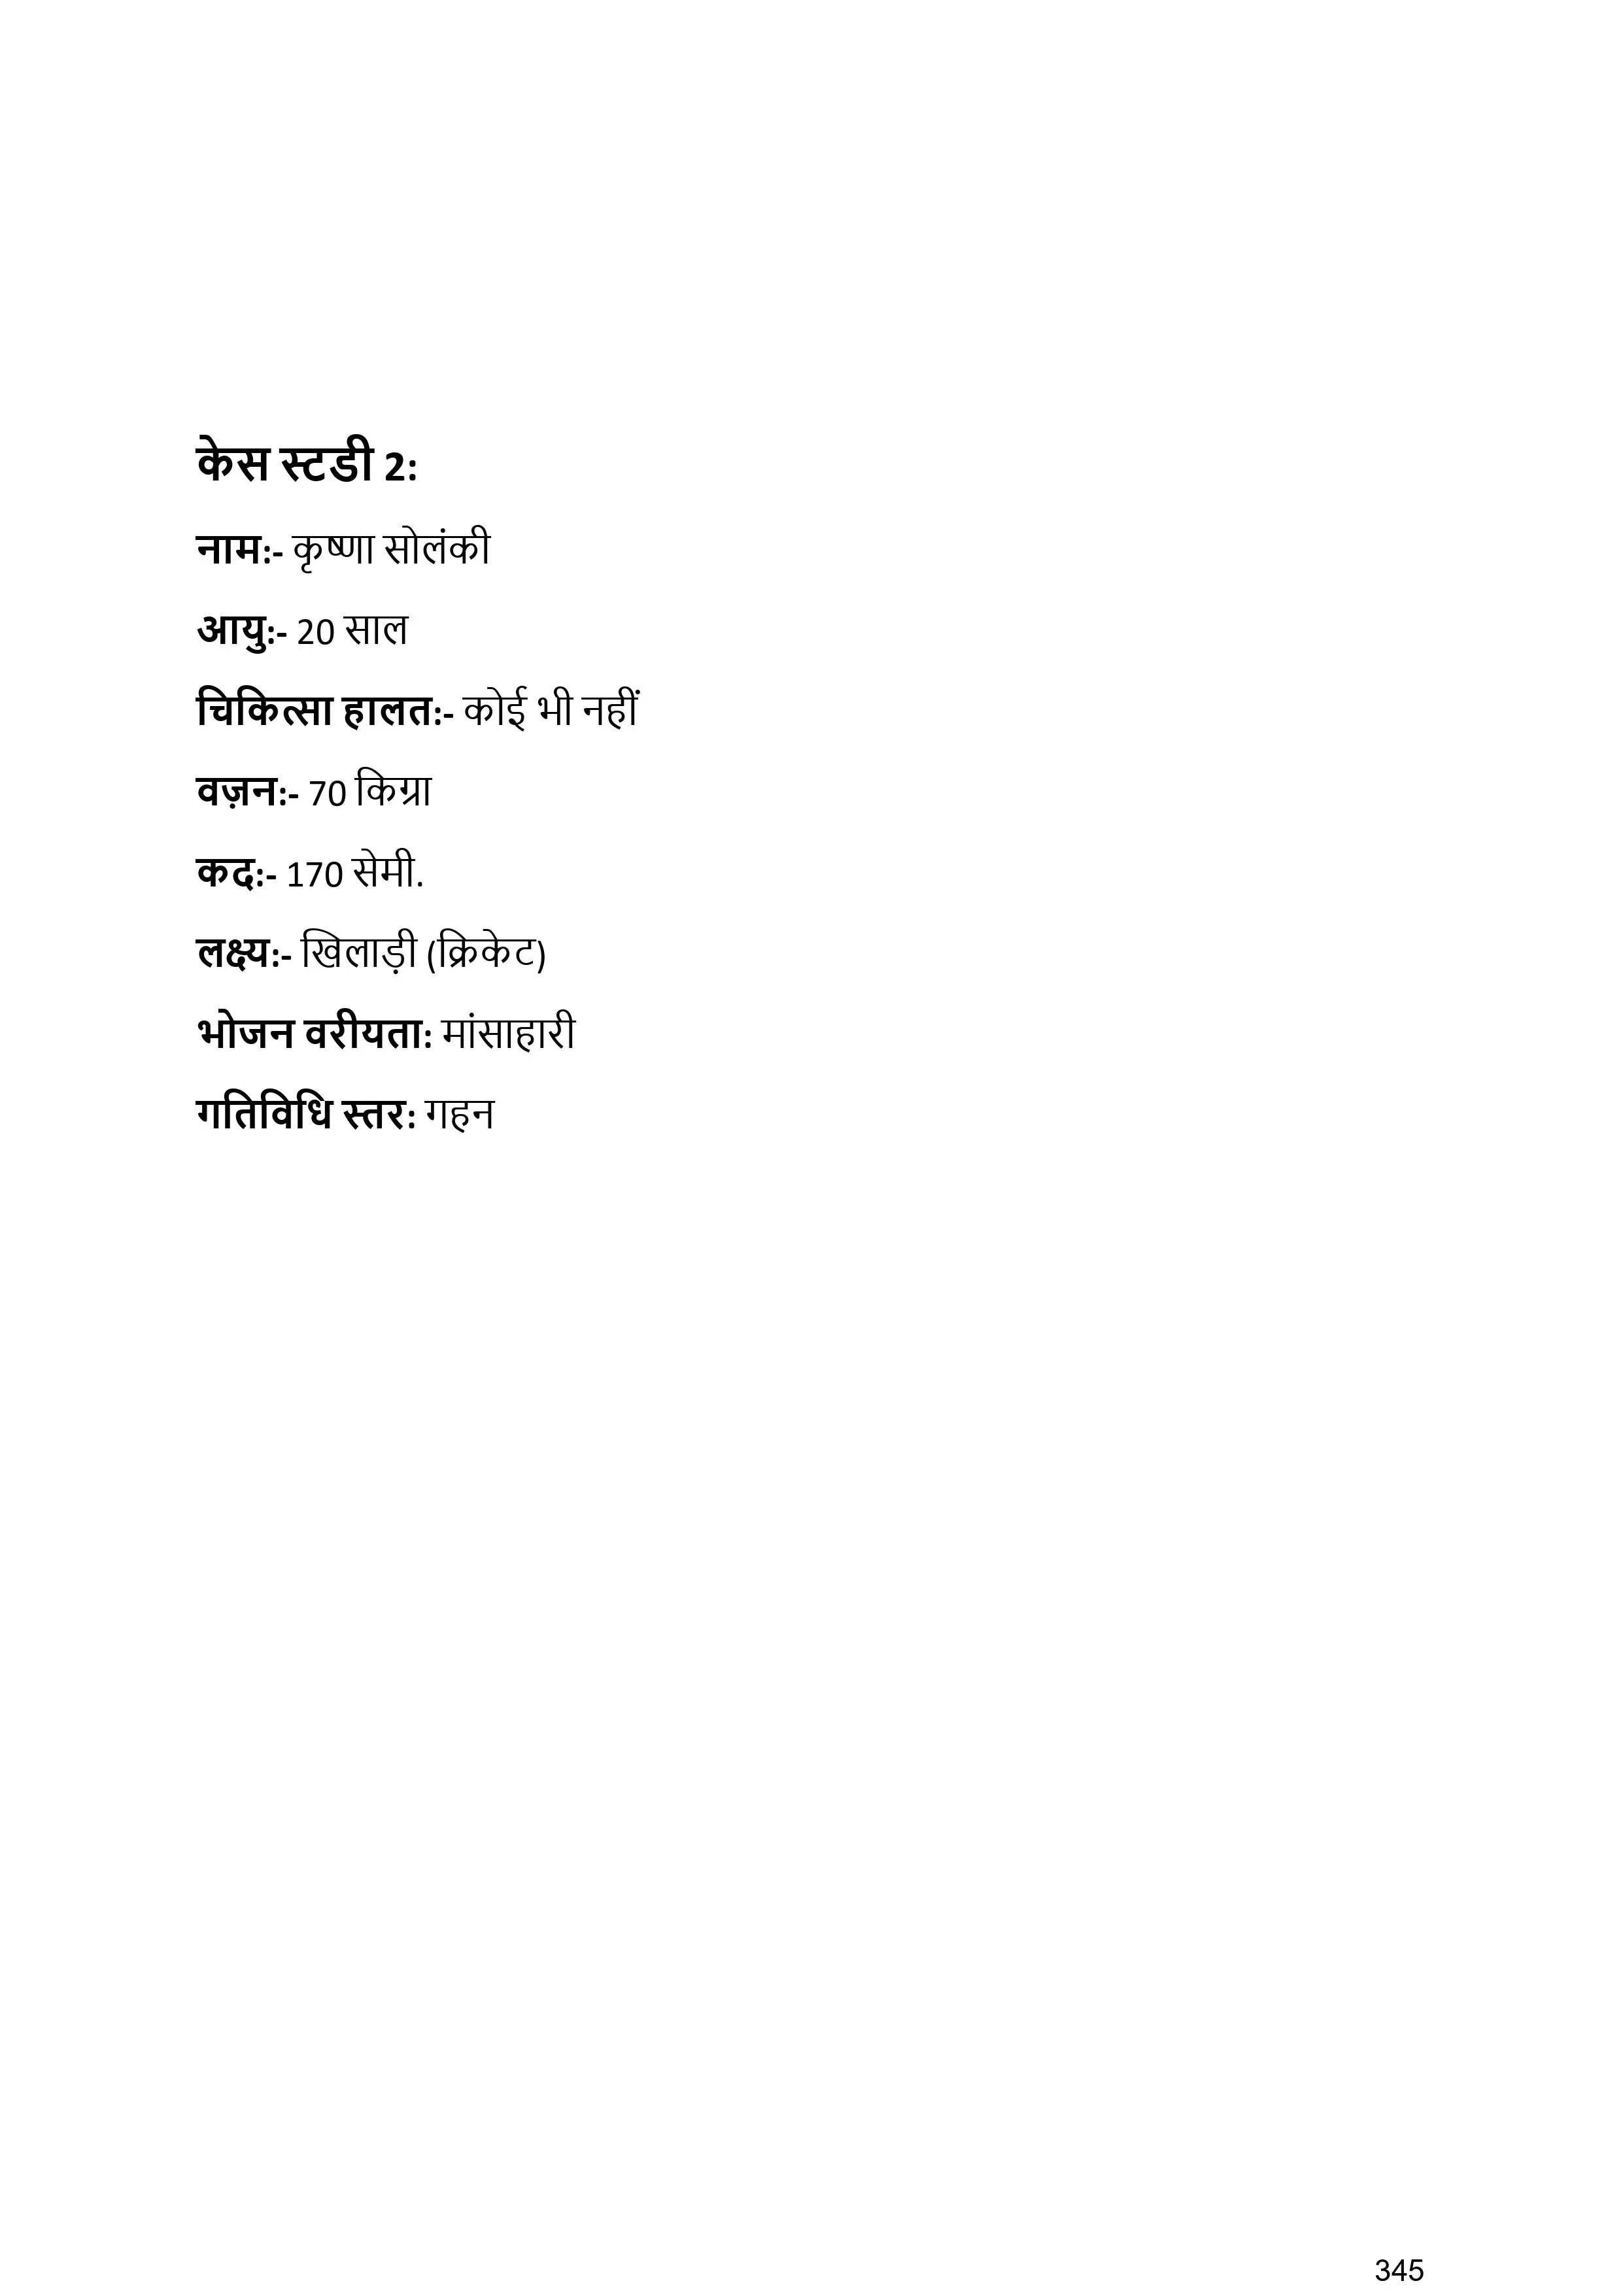 केस स्टडी 2:
नाम:- कृष्णा सोलंकी
आयु:- 20 साल
चिकित्सा हालत:- कोई भी नहीं
वज़न:- 70 किग्रा
कद:- 170 सेमी.
लक्ष्य:- खिलाड़ी (क्रिकेट)
भोजन वरीयता: मांसाहारी
गतिविधि स्तर: गहन
345